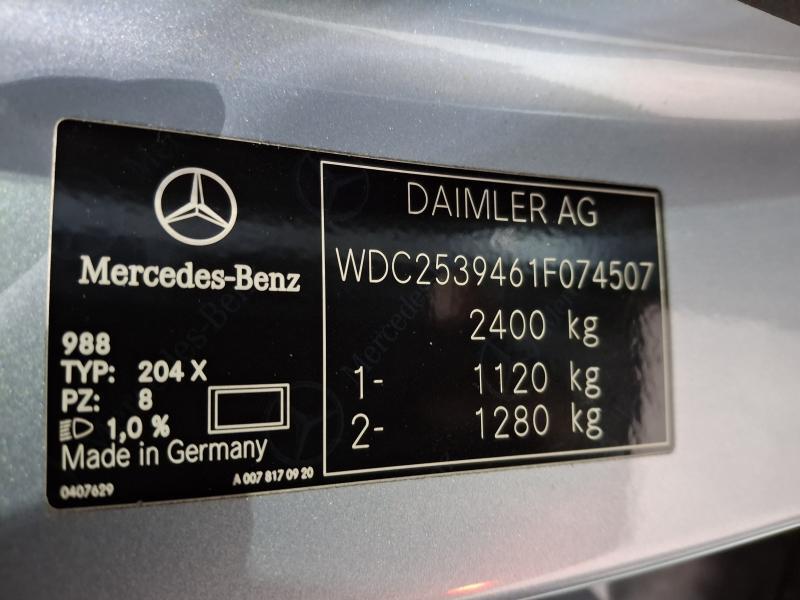 Mercedes-Benz
988
TYP: 204 X
PZ: 8
1,0 %
Made in Germany
0407629
A 007 817 09 20
DAIMLER AG
WDC2539461F074507
2400 kg
1- 1120 kg
2- 1280 kg